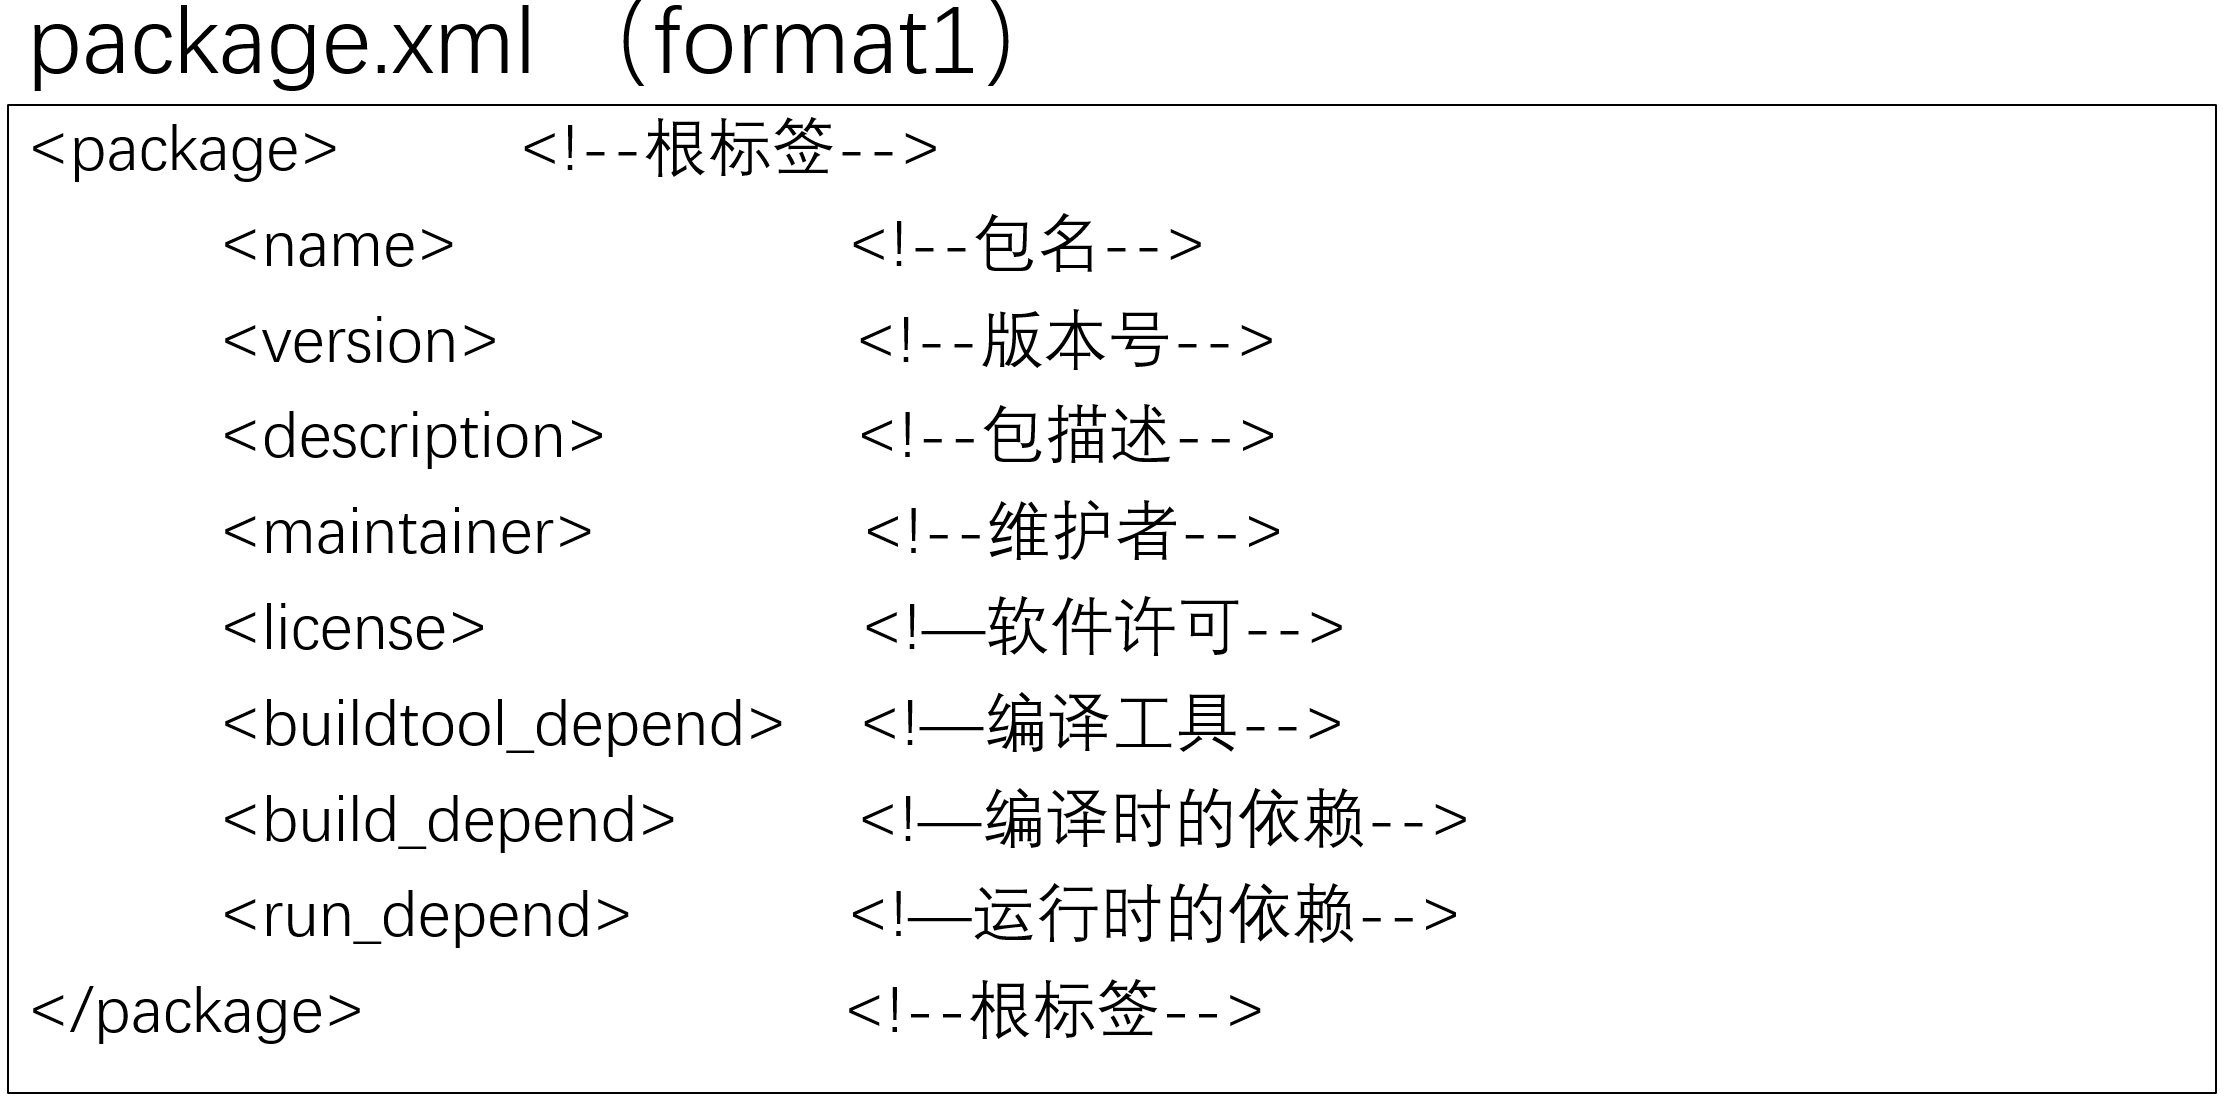 package.xml （format1）
<package> <!--根标签-->
<name> <!--包名-->
<version> <!--版本号-->
<description> <!--包描述-->
<maintainer> <!--维护者-->
<license> <!—软件许可-->
<buildtool_depend> <!—编译工具-->
<build_depend> <!—编译时的依赖-->
<run_depend> <!—运行时的依赖-->
</package> <!--根标签-->